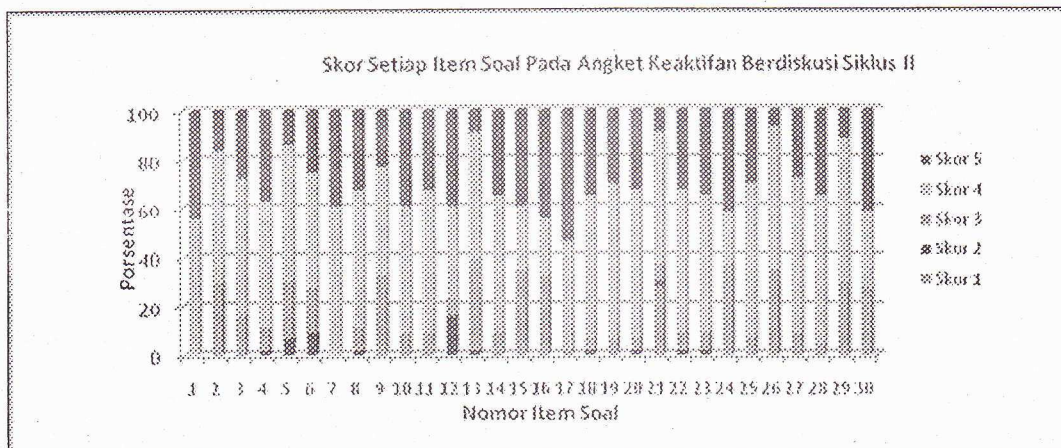 Skor Setiap Item Soal Pada Angket Keaktifan Berdiskusi Siklus II
100
80
60
40
20
0
Porsentase
1 2 3 4 5 6 7 8 9 10 11 12 13 14 15 16 17 18 19 20 21 22 23 24 25 26 27 28 29 30
Nomor Item Soal
Skor 5
Skor 4
Skor 3
Skor 2
Skor 1